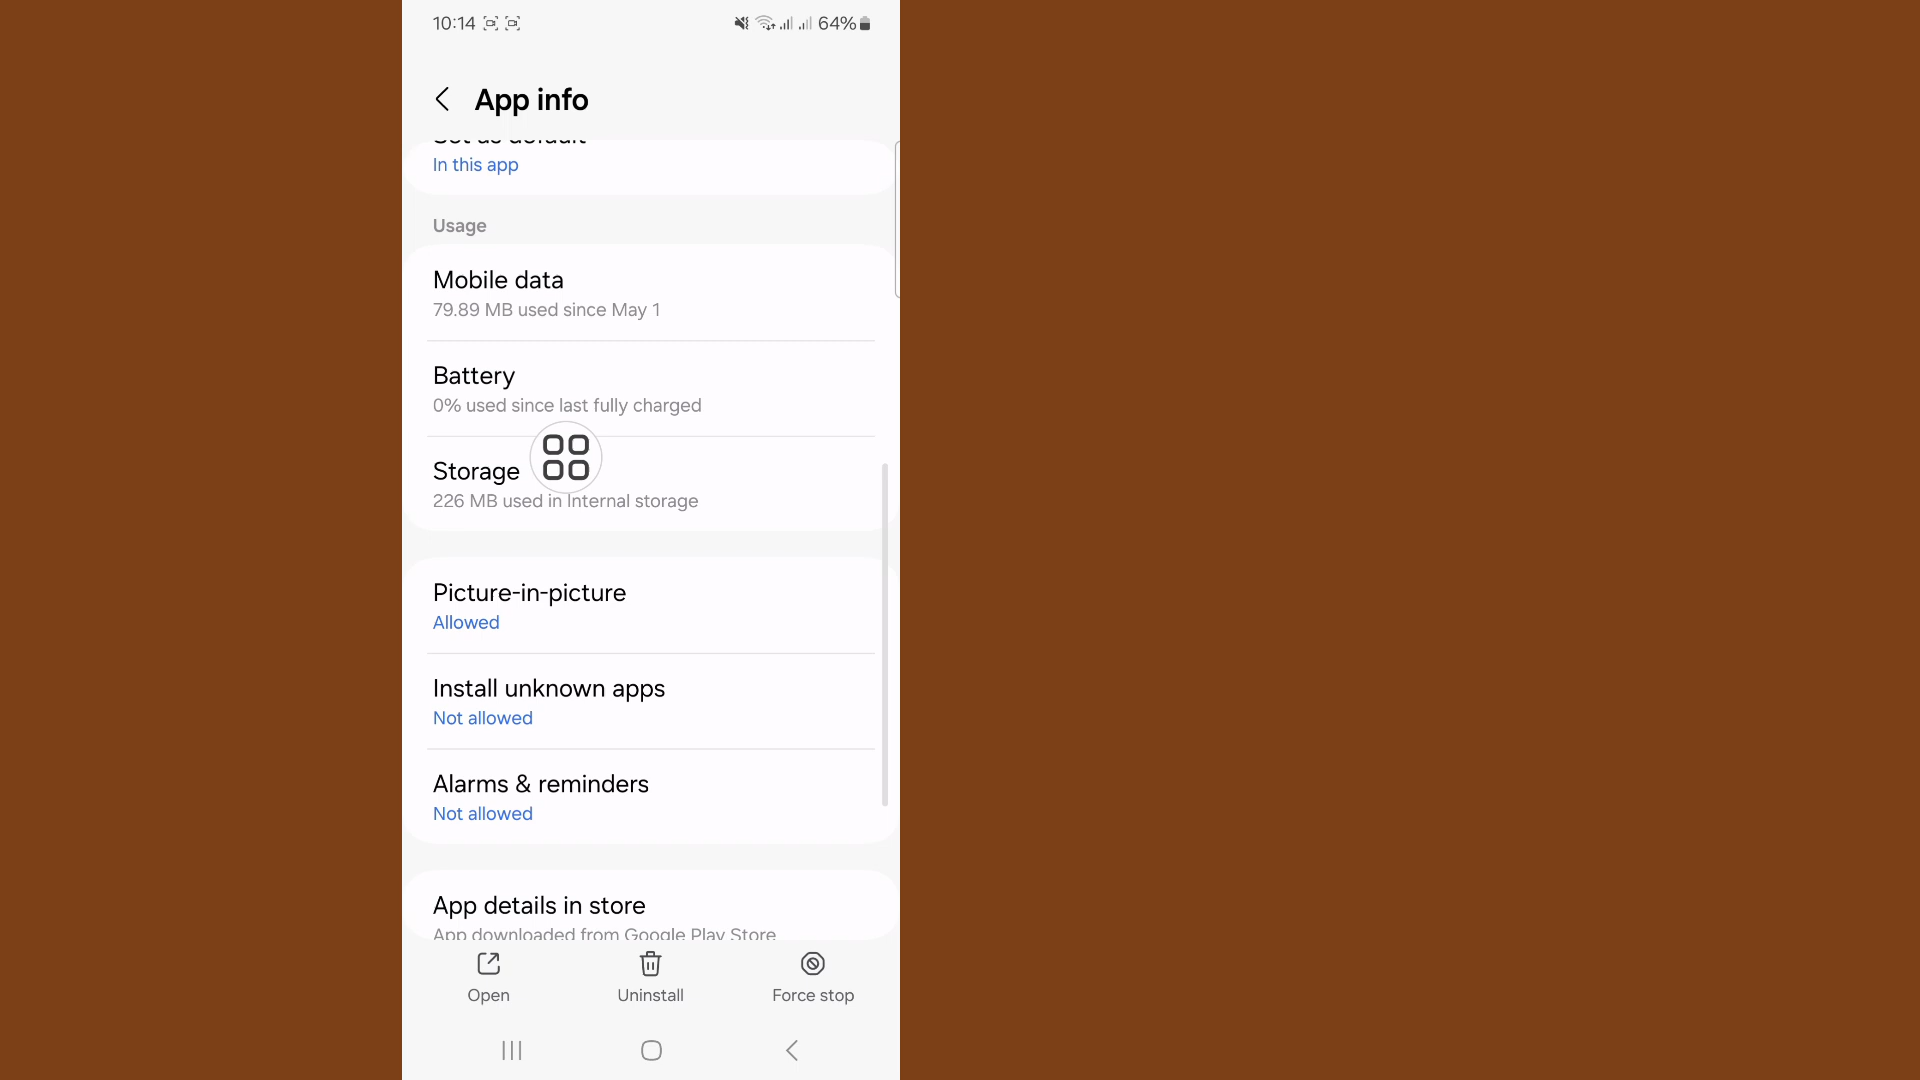 10:14
64%
App info
Set as default
In this app
Usage
Mobile data
79.89 MB used since May 1
Battery
0% used since last fully charged
Storage
226 MB used in Internal storage
Picture-in-picture
Allowed
Install unknown apps
Not allowed
Alarms & reminders
Not allowed
App details in store
App downloaded from Google Play Store
Open
Uninstall
Force stop